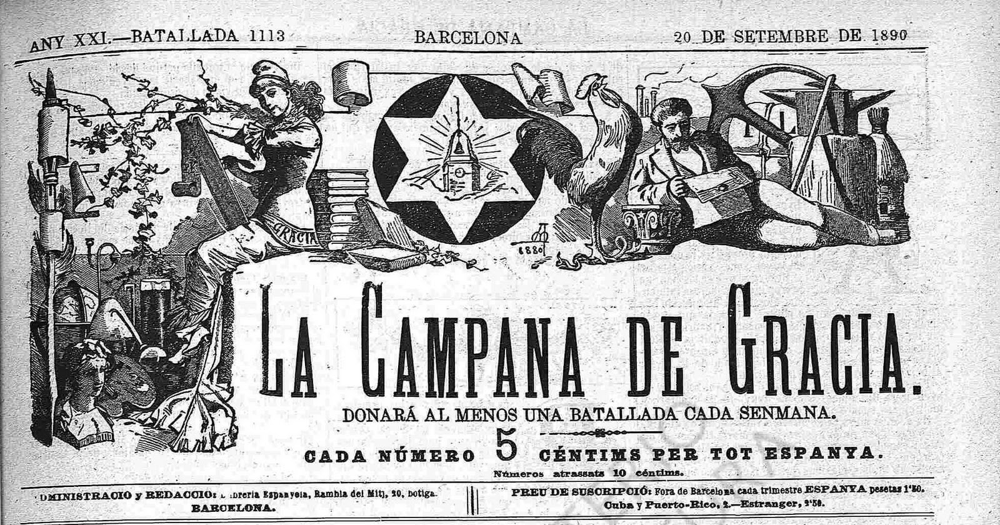 ANY XXI.—BATALLADA 1113
BARCELONA
20 DE SETEMBRE DE 1890
GRACIA
1880
LA CAMPANA DE GRACIA.
DONARÁ AL MENOS UNA BATALLADA CADA SENMANA.
CADA NÚMERO 5 CÉNTIMS PER TOT ESPANYA.
Números atrassats 10 céntims.
DMINISTRACIO y REDACCIO: L breria Espanyola, Rambla del Mitj, 20, botiga.
BARCELONA.
PREU DE SUSCRIPCIÓ: Fora de Barcelona cada trimestre ESPANYA pesetas 1'50.
Cuba y Puerto-Rico, 2.—Estranger, 2'50.